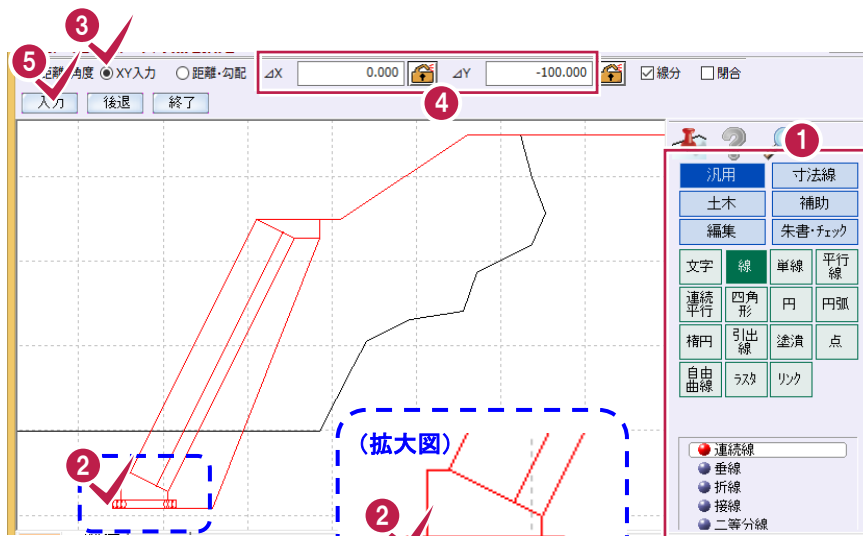 3
5
距離・角度 XY入力 距離・勾配 ⊿X 0.000 ⊿Y -100.000 線分 閉合
4
入力 後退 終了
1
汎用 寸法線
土木 補助
編集 朱書・チェック
文字 線 単線 平行線
連続平行 四角形 円 円弧
楕円 引出線 塗潰 点
自由曲線 ラスタ リンク
連続線
垂線
折線
接線
二等分線
2
(拡大図)
2